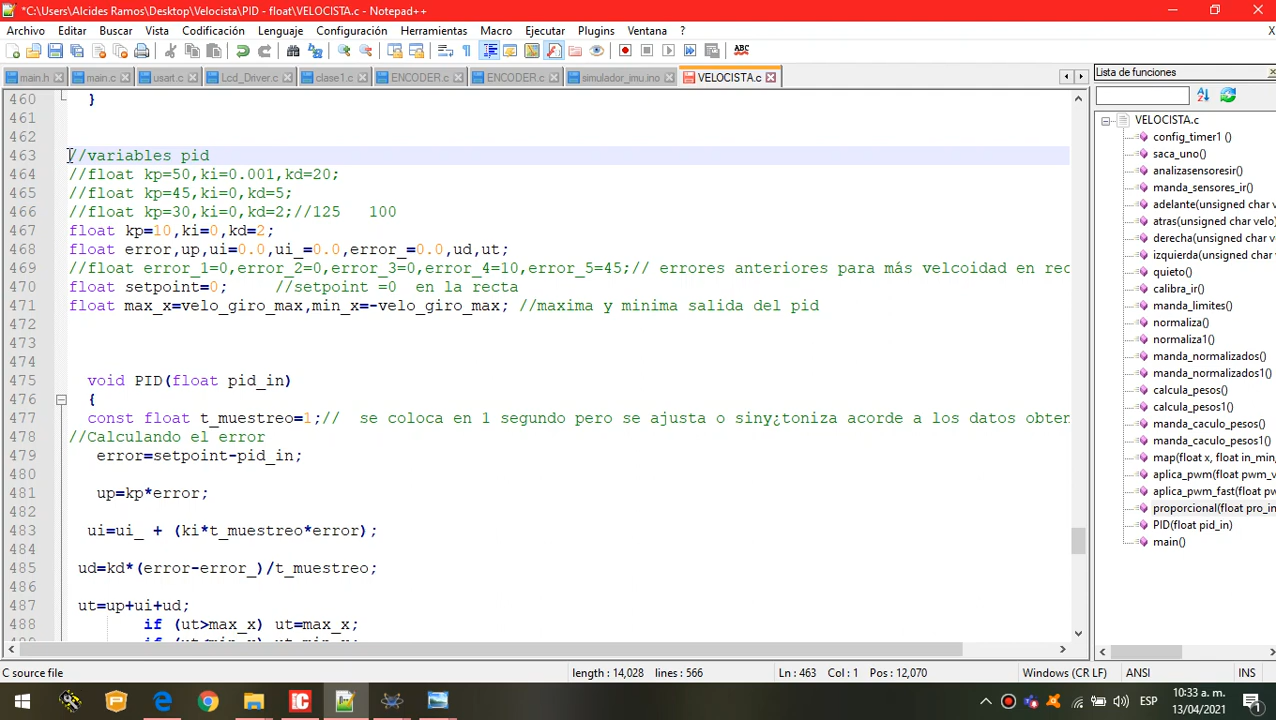 *C:\Users\Alcides Ramos\Desktop\Velocista\PID - float\VELOCISTA.c - Notepad++
Archivo Editar Buscar Vista Codificación Lenguaje Configuración Herramientas Macro Ejecutar Plugins Ventana ?
main.h main.c usart.c Lcd_Driver.c clase1.c ENCODER.c ENCODER.c simulador_imu.ino VELOCISTA.c
460 }
461
462
463 //variables pid
464 //float kp=50,ki=0.001,kd=20;
465 //float kp=45,ki=0,kd=5;
466 //float kp=30,ki=0,kd=2;//125 100
467 float kp=10,ki=0,kd=2;
468 float error,up,ui=0.0,ui_=0.0,error_=0.0,ud,ut;
469 //float error_1=0,error_2=0,error_3=0,error_4=10,error_5=45;// errores anteriores para más velcoidad en rec
470 float setpoint=0; //setpoint =0 en la recta
471 float max_x=velo_giro_max,min_x=-velo_giro_max; //maxima y minima salida del pid
472
473
474
475 void PID(float pid_in)
476 {
477 const float t_muestreo=1;// se coloca en 1 segundo pero se ajusta o siny¿toniza acorde a los datos obten
478 //Calculando el error
479 error=setpoint-pid_in;
480
481 up=kp*error;
482
483 ui=ui_ + (ki*t_muestreo*error);
484
485 ud=kd*(error-error_)/t_muestreo;
486
487 ut=up+ui+ud;
488 if (ut>max_x) ut=max_x;
Lista de funciones
VELOCISTA.c
config_timer1 ()
saca_uno()
analizasensoresir()
manda_sensores_ir()
adelante(unsigned char
atras(unsigned char velo
derecha(unsigned char
izquierda(unsigned char
quieto()
calibra_ir()
manda_limites()
normaliza()
normaliza1()
manda_normalizados()
manda_normalizados1()
calcula_pesos()
calcula_pesos1()
manda_caculo_pesos()
manda_caculo_pesos1()
map(float x, float in_min,
aplica_pwm(float pwm_v
aplica_pwm_fast(float pw
proporcional(float pro_in
PID(float pid_in)
main()
C source file length : 14,028 lines : 566 Ln : 463 Col : 1 Pos : 12,070 Windows (CR LF) ANSI INS
ESP
10:33 a. m.
13/04/2021